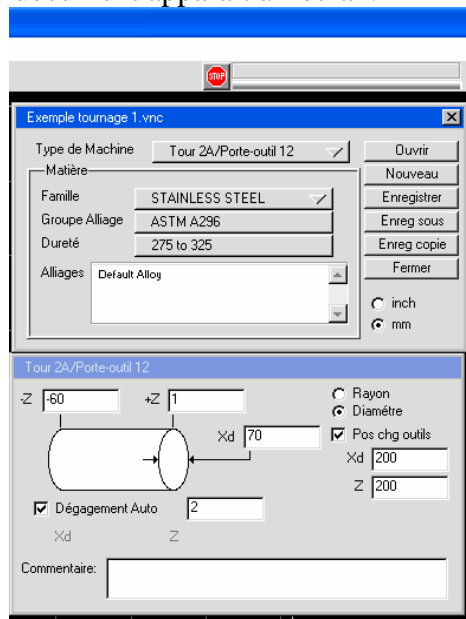 STOP
Exemple tournage 1.vnc
Type de Machine Tour 2A/Porte-outil 12 Ouvrir
Matière Nouveau
Famille STAINLESS STEEL Enregistrer
Groupe Alliage ASTM A296 Enreg sous
Dureté 275 to 325 Enreg copie
Alliages Default Alloy Fermer
inch
mm
Tour 2A/Porte-outil 12
-Z -60 +Z 1 Rayon
Diamétre
Xd 70 Pos chg outils
Xd 200
Z 200
Dégagement Auto 2
Xd Z
Commentaire: